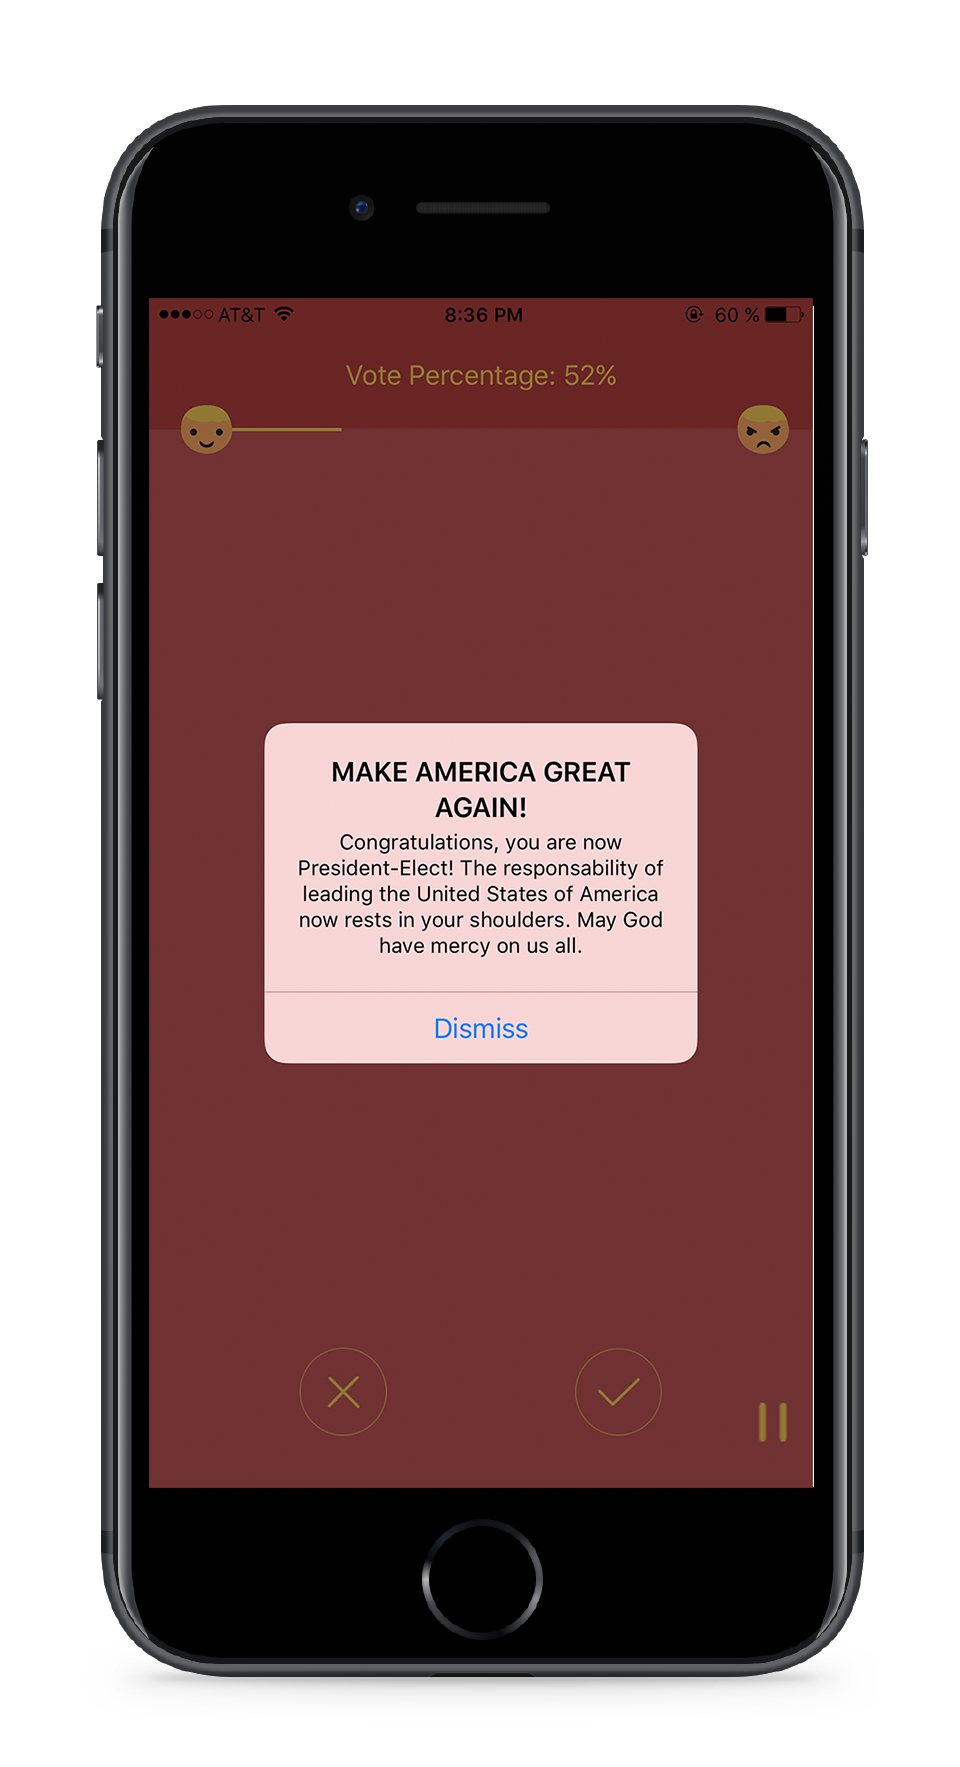 AT&T 8:36 PM 60 %
Vote Percentage: 52%
MAKE AMERICA GREAT
AGAIN!
Congratulations, you are now
President-Elect! The responsability of
leading the United States of America
now rests in your shoulders. May God
have mercy on us all.
Dismiss